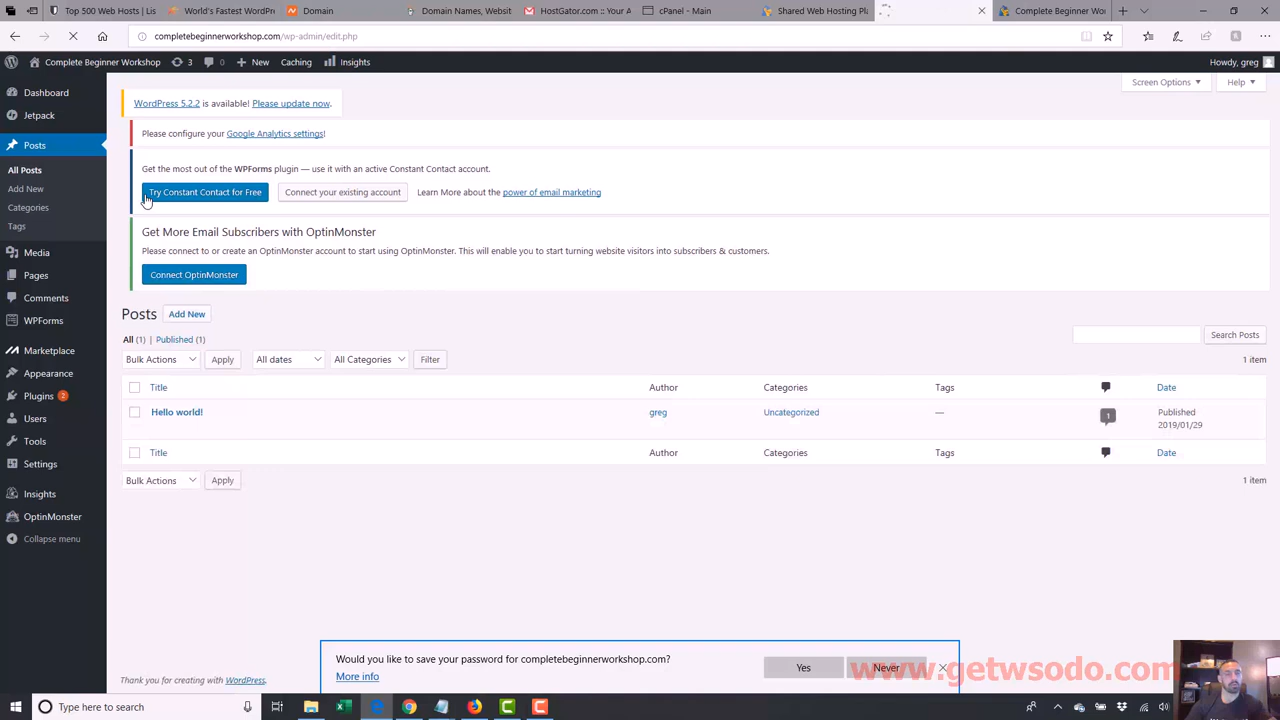 Top 500 Web Hosts | Lis
World's Fastest WordPre
Domain
Domain Names, Websit
HostGator.com :: Your A
cPanel - Main
Shared Web Hosting Pla
Complete Beginner Wo
completebeginnerworkshop.com/wp-admin/edit.php
Complete Beginner Workshop 3 0 New Caching Insights Howdy, greg
Screen Options Help
Dashboard
Jetpack
Posts
All Posts
Add New
Categories
Tags
Media
Pages
Comments
WPForms
Marketplace
Appearance
Plugins 2
Users
Tools
Settings
Insights
OptinMonster
Collapse menu
WordPress 5.2.2 is available! Please update now.
Please configure your Google Analytics settings!
Get the most out of the WPForms plugin — use it with an active Constant Contact account.
Try Constant Contact for Free Connect your existing account Learn More about the power of email marketing
Get More Email Subscribers with OptinMonster
Please connect to or create an OptinMonster account to start using OptinMonster. This will enable you to start turning website visitors into subscribers & customers.
Connect OptinMonster
Posts Add New
All (1) | Published (1)
Search Posts
Bulk Actions Apply All dates All Categories Filter 1 item
Title Author Categories Tags Date
Hello world! greg Uncategorized — 1 Published
2019/01/29
Title Author Categories Tags Date
Bulk Actions Apply 1 item
Would you like to save your password for completebeginnerworkshop.com?
More info
Yes
Never
www.getwsodo.com
Thank you for creating with WordPress.
Type here to search